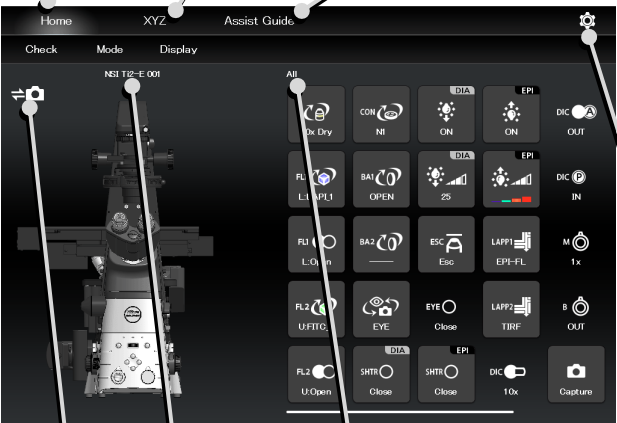 Home XYZ Assist Guide
Check Mode Display
NSI Ti2-E 001
All
DIA EPI
CON DIC A
x Dry N1 ON ON OUT
DIA EPI
FL BA1 DIC P
L: API_1 OPEN 25 IN
FL1 BA2 ESC LAPP1 M
L:Open Esc EPI-FL 1x
FL2 EYE LAPP2 B
U:FITC EYE Close TIRF OUT
DIA EPI
FL2 SHTR SHTR DIC
U:Open Close Close 10x Capture